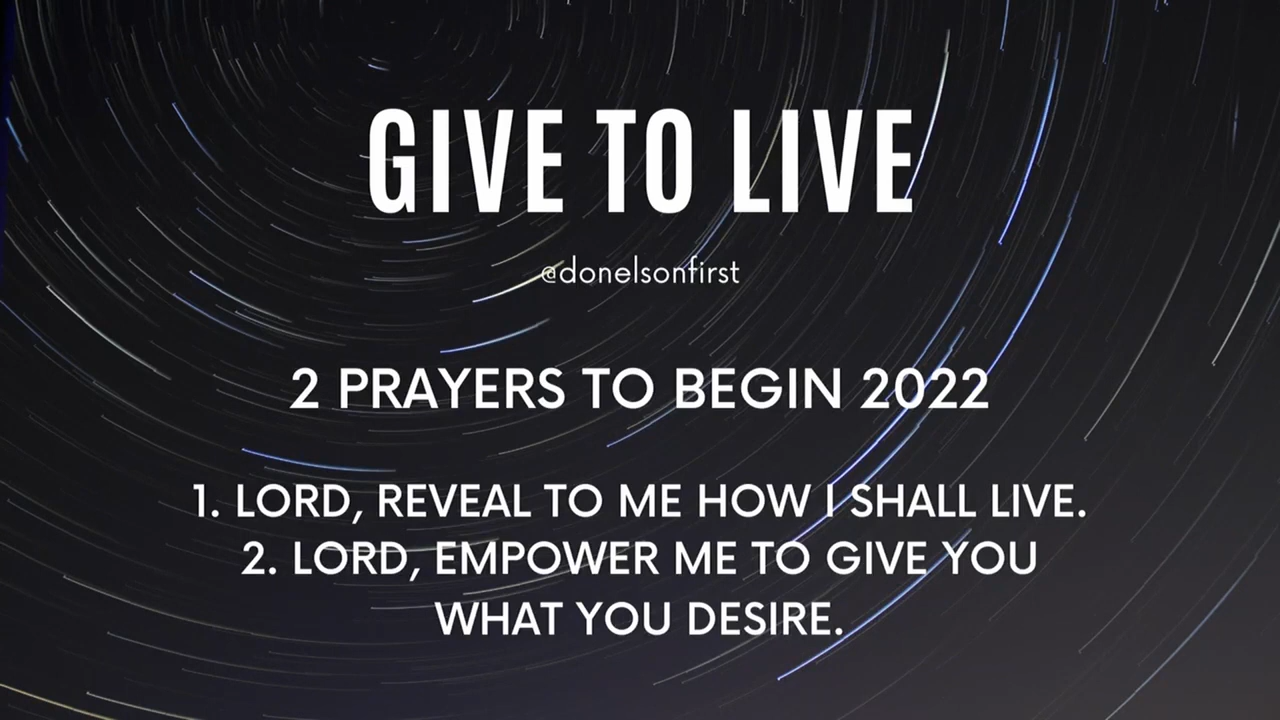 GIVE TO LIVE
@donelsonfirst
2 PRAYERS TO BEGIN 2022
1. LORD, REVEAL TO ME HOW I SHALL LIVE.
2. LORD, EMPOWER ME TO GIVE YOU
WHAT YOU DESIRE.